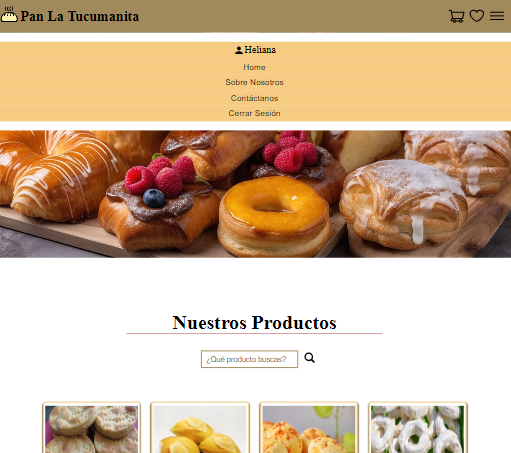 Pan La Tucumanita
Heliana
Home
Sobre Nosotros
Contáctanos
Cerrar Sesión
Nuestros Productos
¿Qué producto buscas?